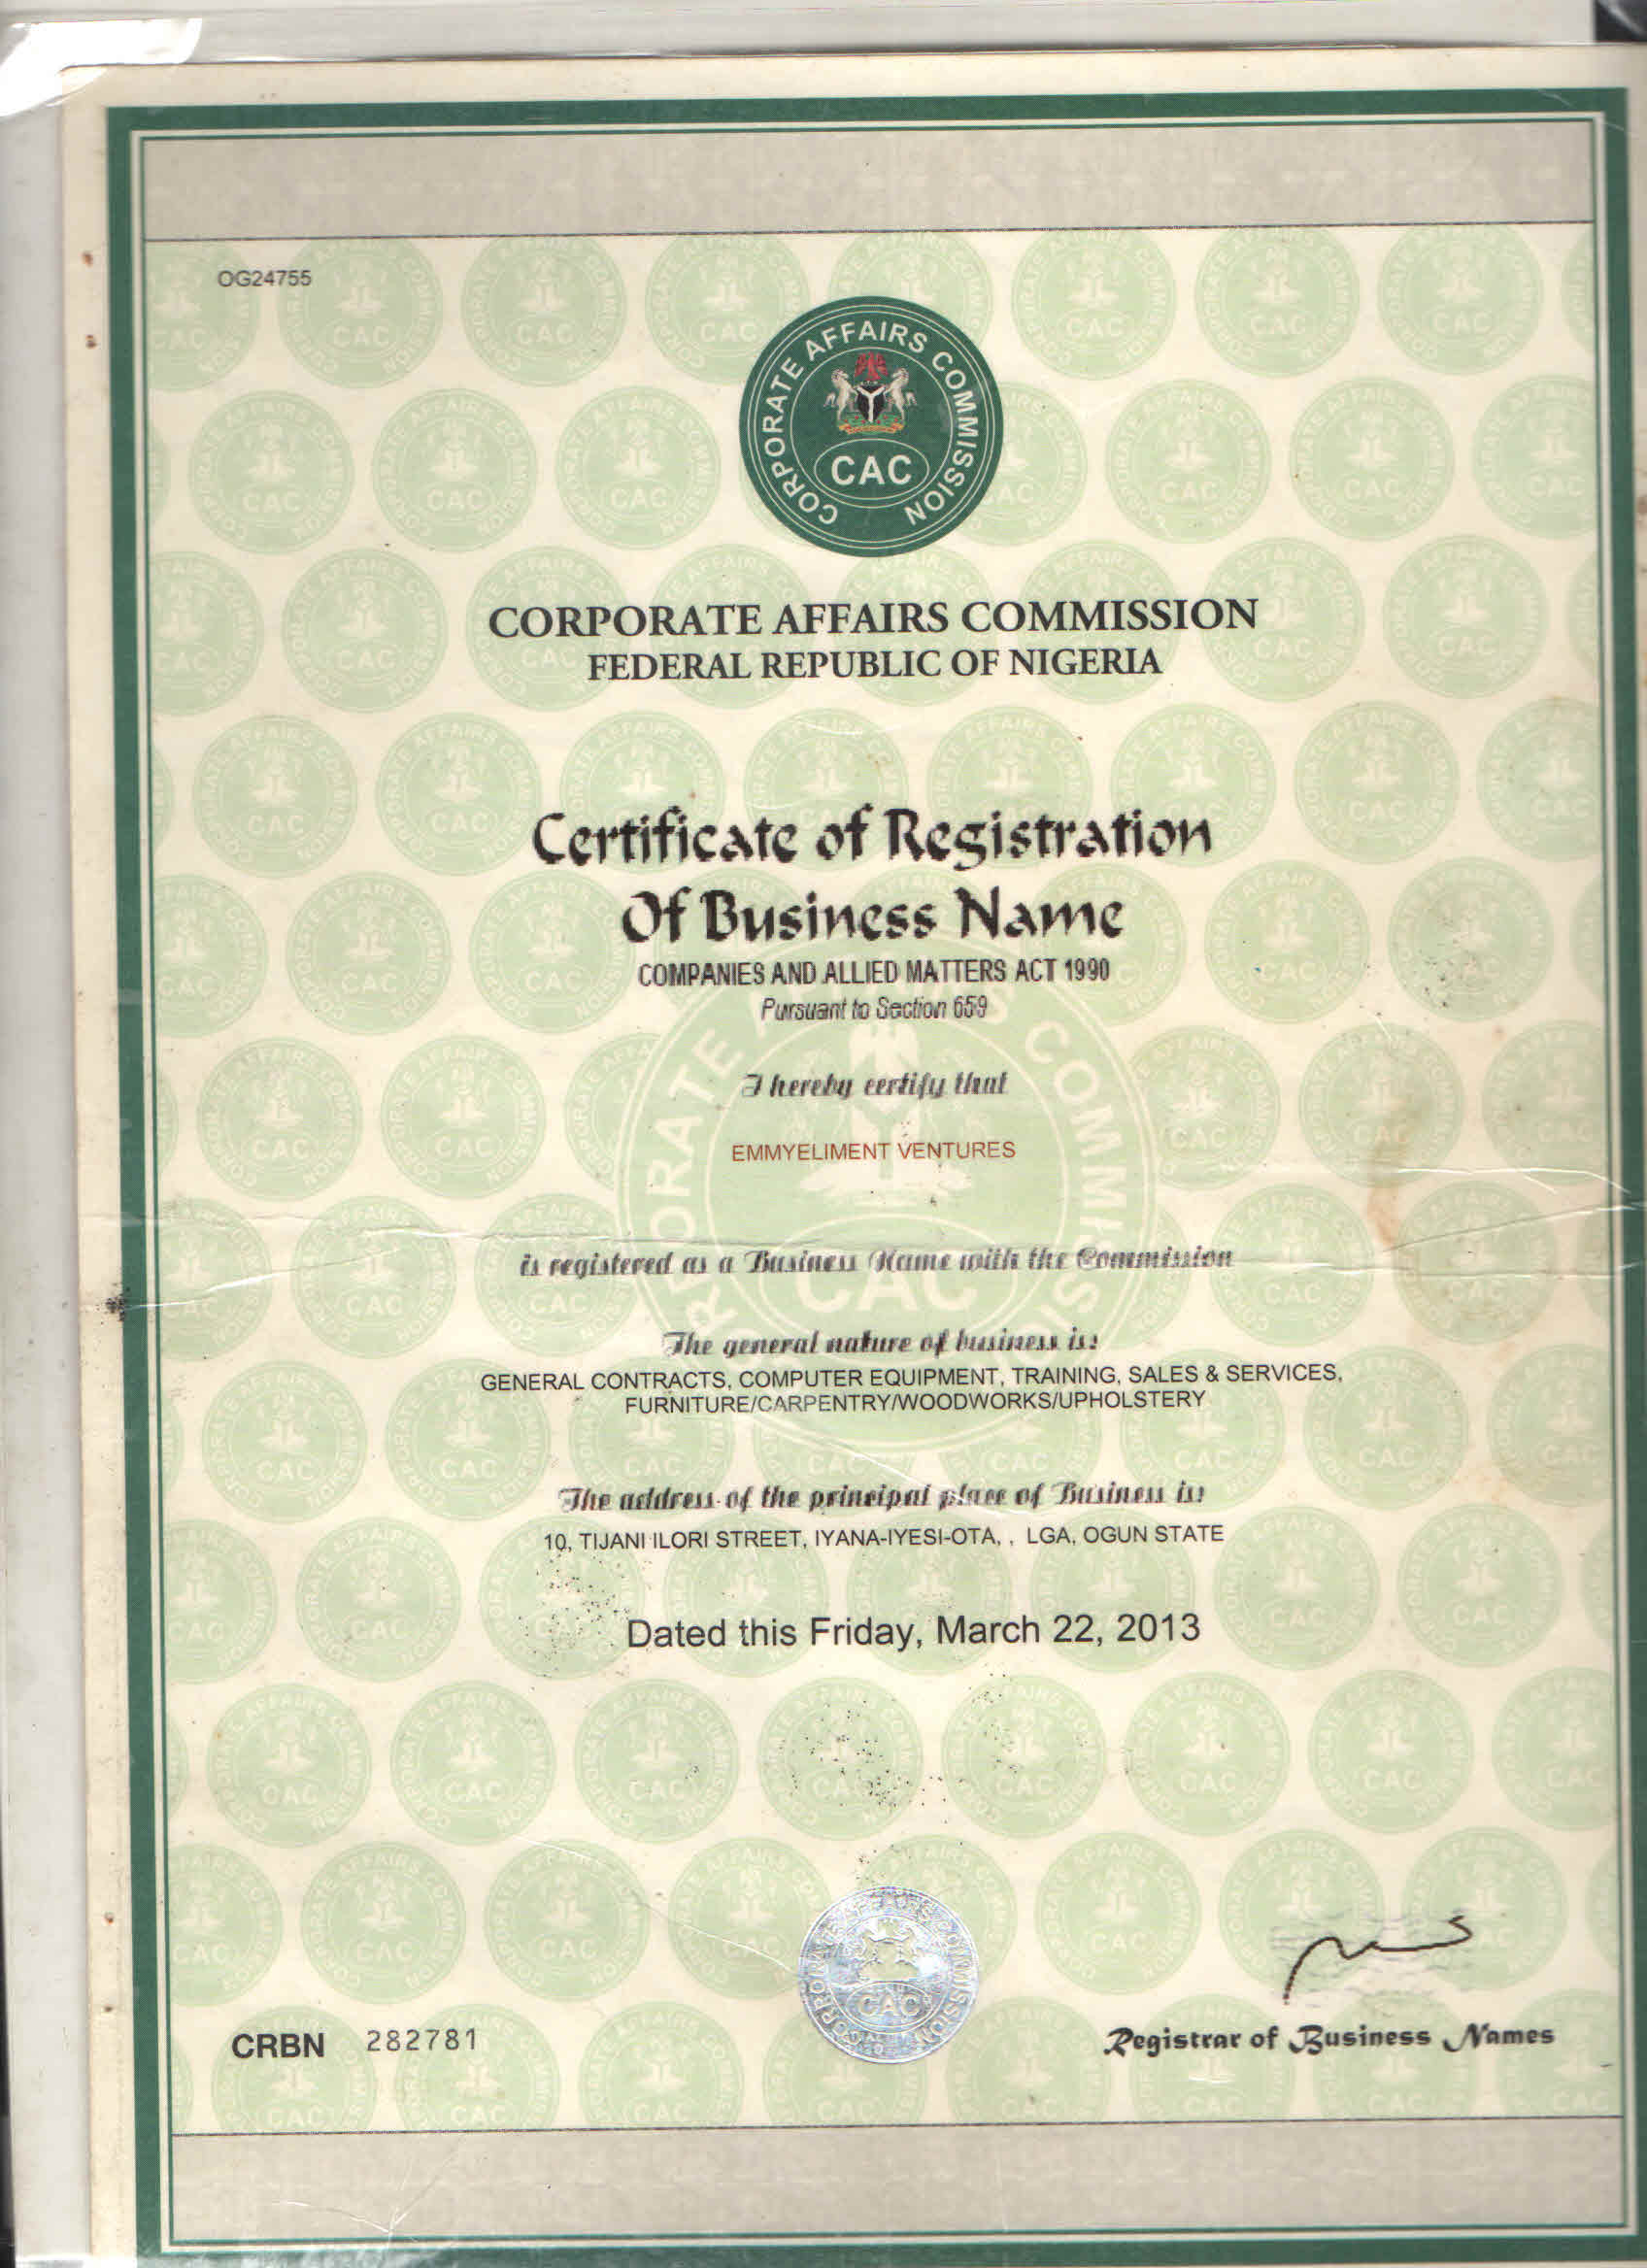 OG24755
CORPORATE AFFAIRS COMMISSION
CAC
CORPORATE AFFAIRS COMMISSION
FEDERAL REPUBLIC OF NIGERIA
Certificate of Registration
Of Business Name
COMPANIES AND ALLIED MATTERS ACT 1990
Pursuant to Section 659
I hereby certify that
EMMYELIMENT VENTURES
is registered as a Business Name with the Commission
The general nature of business is:
GENERAL CONTRACTS, COMPUTER EQUIPMENT, TRAINING, SALES & SERVICES,
FURNITURE/CARPENTRY/WOODWORKS/UPHOLSTERY
The address of the principal place of Business is:
10, TIJANI ILORI STREET, IYANA-IYESI-OTA, , LGA, OGUN STATE
Dated this Friday, March 22, 2013
CORPORATE AFFAIRS COMMISSION
CAC
CRBN 282781
Registrar of Business Names